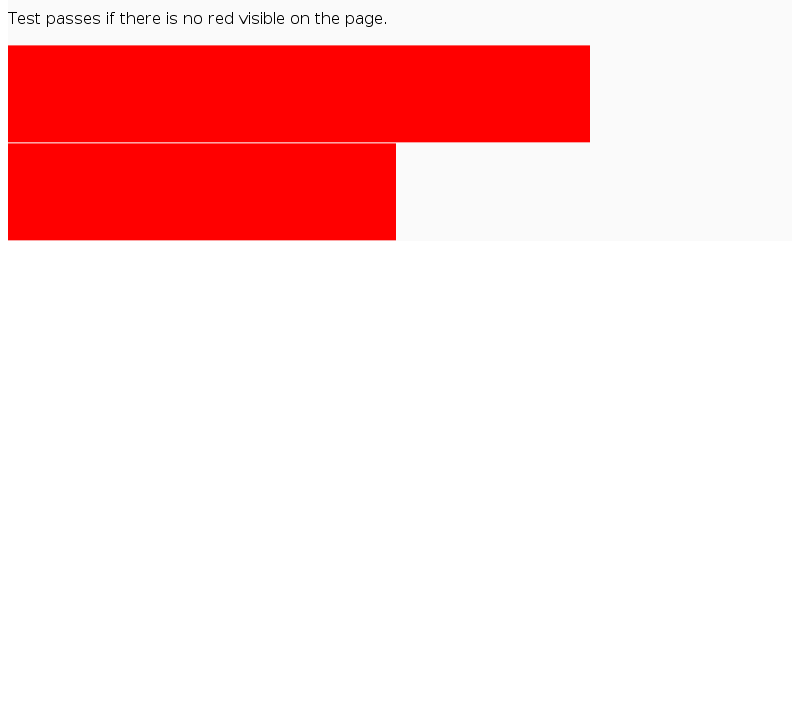 Test passes if there is no red visible on the page.